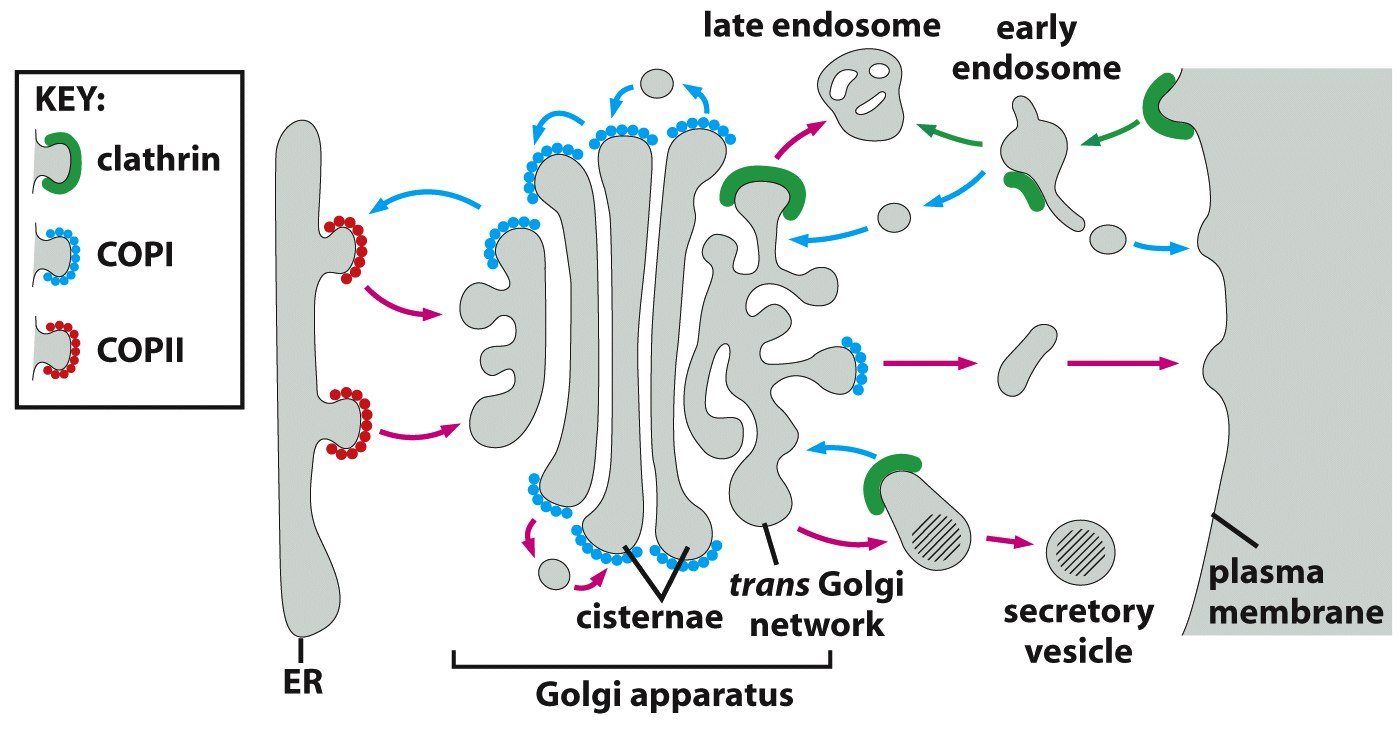 KEY:
clathrin
COPI
COPII
late endosome
early
endosome
ER
cisternae
trans Golgi
network
Golgi apparatus
secretory
vesicle
plasma
membrane